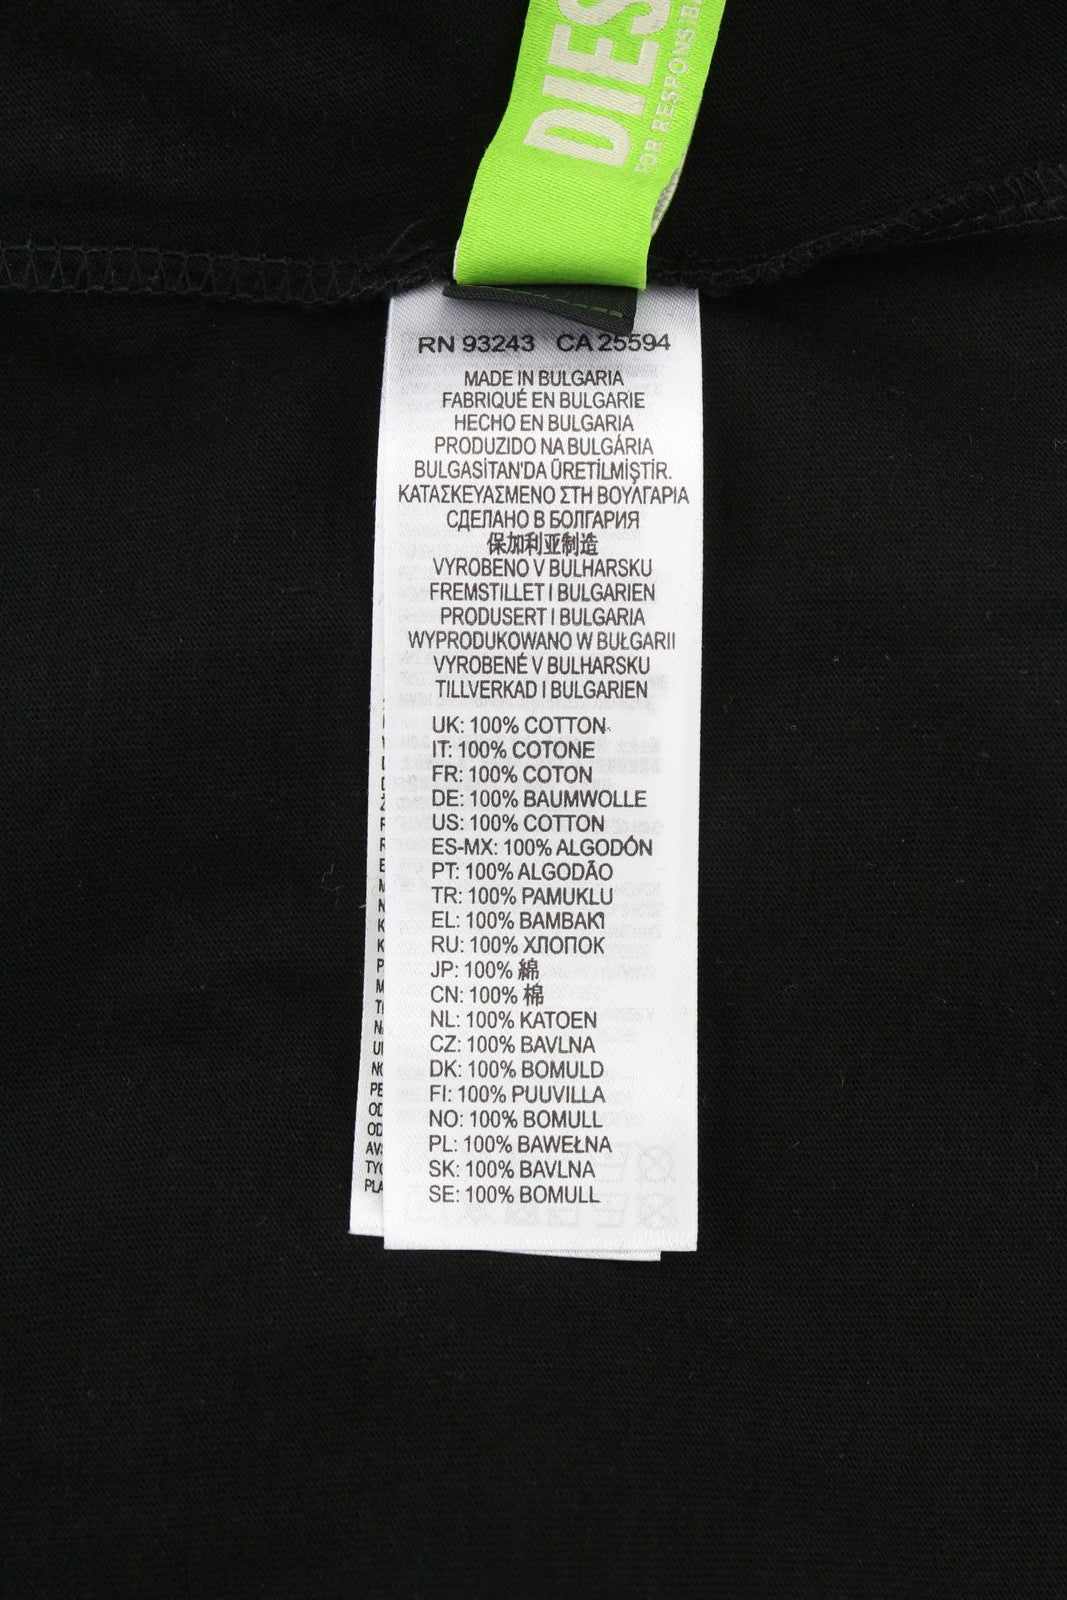 DIES
FOR RESPONSIB
RN 93243 CA 25594
MADE IN BULGARIA
FABRIQUÉ EN BULGARIE
HECHO EN BULGARIA
PRODUZIDO NA BULGÁRIA
BULGASİTAN'DA ÜRETİLMİŞTİR.
ΚΑΤΑΣΚΕΥΑΣΜΕΝΟ ΣΤΗ ΒΟΥΛΓΑΡΙΑ
СДЕЛАНО В БОЛГАРИЯ
保加利亚制造
VYROBENO V BULHARSKU
FREMSTILLET I BULGARIEN
PRODUSERT I BULGARIA
WYPRODUKOWANO W BUŁGARII
VYROBENÉ V BULHARSKU
TILLVERKAD I BULGARIEN
UK: 100% COTTON
IT: 100% COTONE
FR: 100% COTON
DE: 100% BAUMWOLLE
US: 100% COTTON
ES-MX: 100% ALGODÓN
PT: 100% ALGODÃO
TR: 100% PAMUKLU
EL: 100% ΒΑΜΒΑΚΙ
RU: 100% ХЛОПОК
JP: 100% 綿
CN: 100% 棉
NL: 100% KATOEN
CZ: 100% BAVLNA
DK: 100% BOMULD
FI: 100% PUUVILLA
NO: 100% BOMULL
PL: 100% BAWEŁNA
SK: 100% BAVLNA
SE: 100% BOMULL